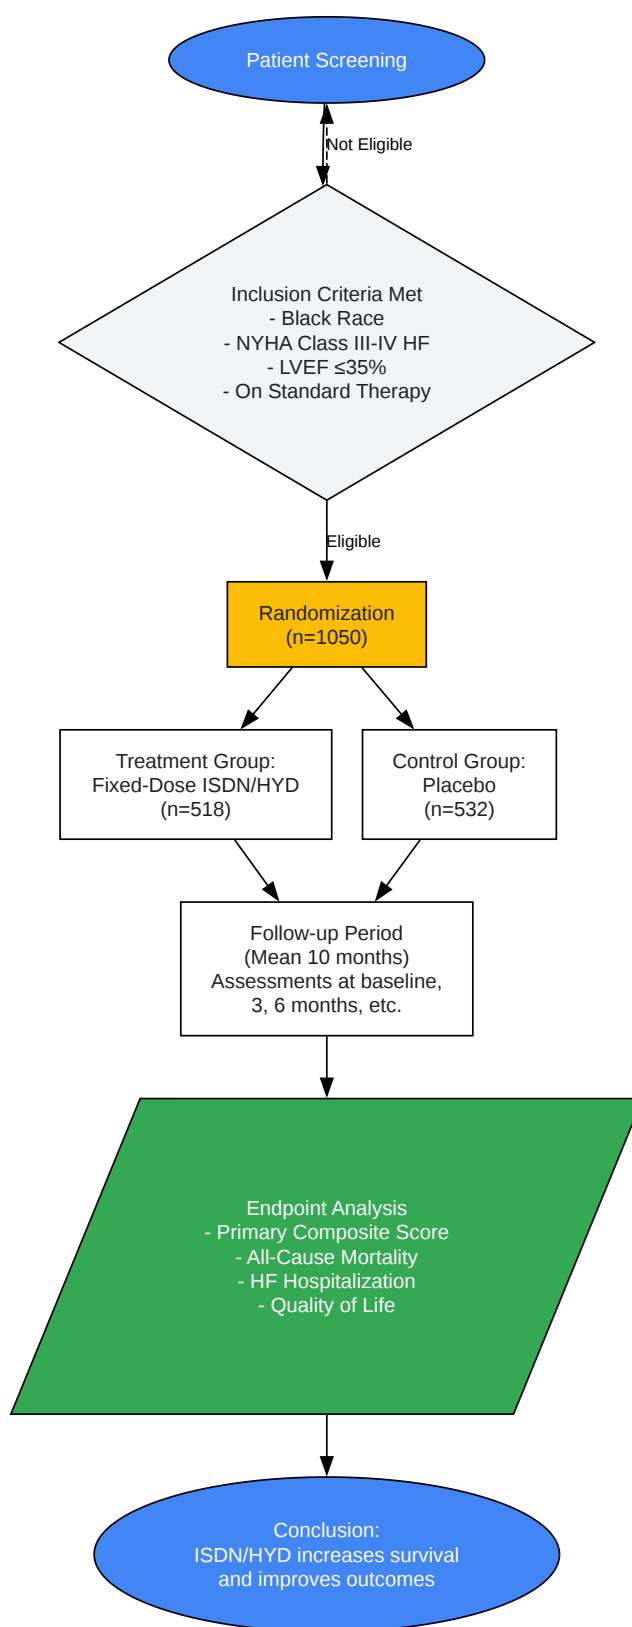 Patient Screening
Not Eligible
Inclusion Criteria Met
- Black Race
- NYHA Class III-IV HF
- LVEF ≤35%
- On Standard Therapy
Eligible
Randomization
(n=1050)
Treatment Group:
Fixed-Dose ISDN/HYD
(n=518)
Control Group:
Placebo
(n=532)
Follow-up Period
(Mean 10 months)
Assessments at baseline,
3, 6 months, etc.
Endpoint Analysis
- Primary Composite Score
- All-Cause Mortality
- HF Hospitalization
- Quality of Life
Conclusion:
ISDN/HYD increases survival
and improves outcomes